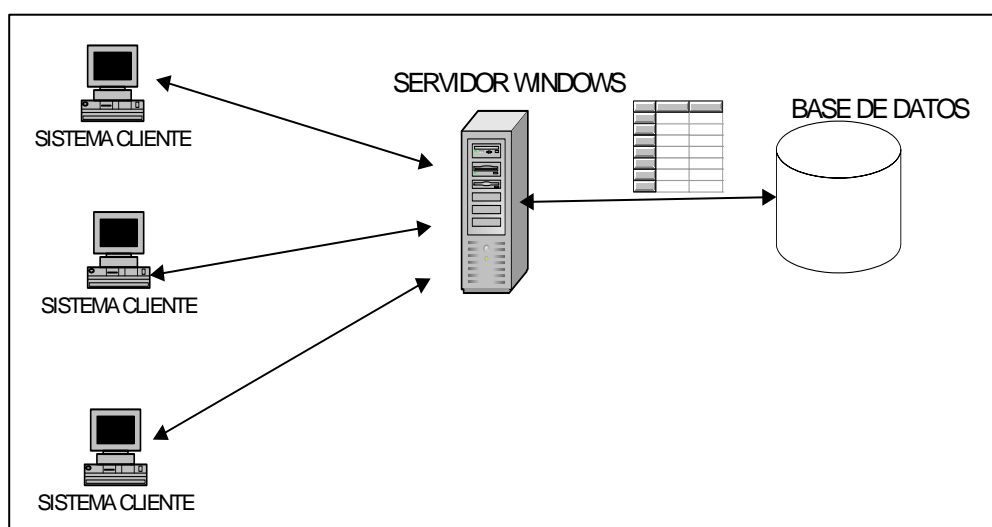 SERVIDOR WINDOWS
BASE DE DATOS
SISTEMA CLIENTE
SISTEMA CLIENTE
SISTEMA CLIENTE